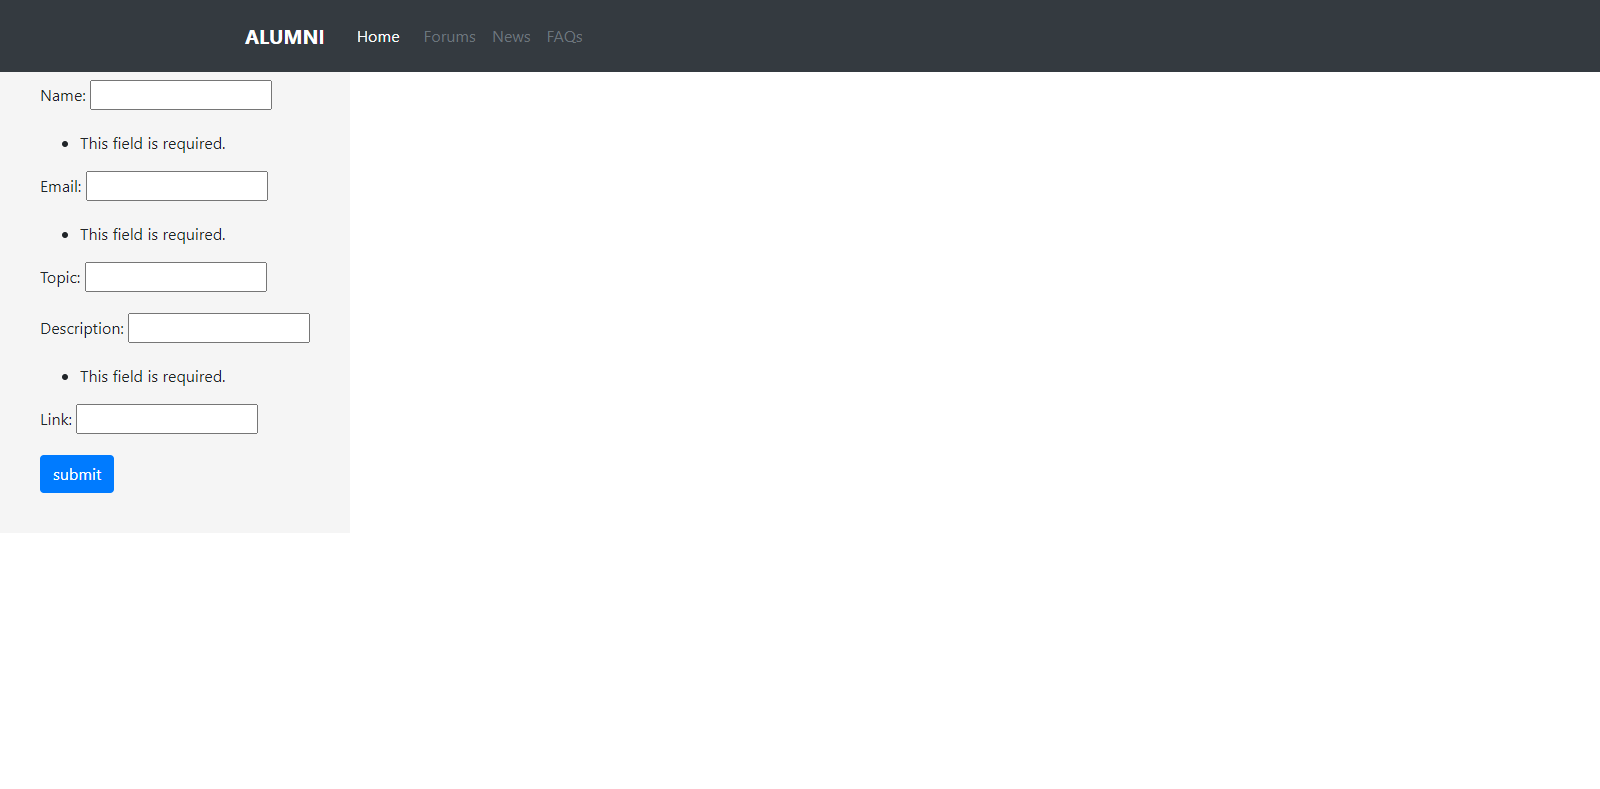 ALUMNI Home Forums News FAQs
Name:
• This field is required.
Email:
• This field is required.
Topic:
Description:
• This field is required.
Link:
submit